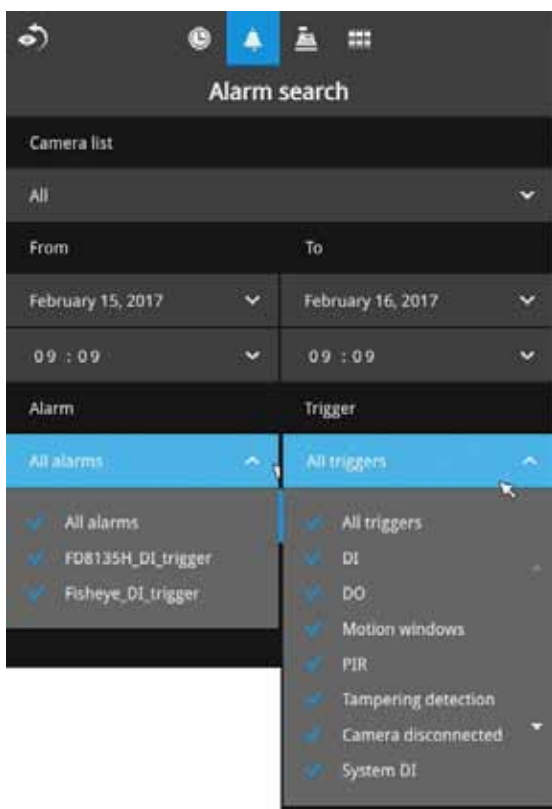 Alarm search
Camera list
All
From To
February 15, 2017 February 16, 2017
09 : 09 09 : 09
Alarm Trigger
All alarms All triggers
All alarms
FD8135H_DI_trigger
Fisheye_DI_trigger
All triggers
DI
DO
Motion windows
PIR
Tampering detection
Camera disconnected
System DI